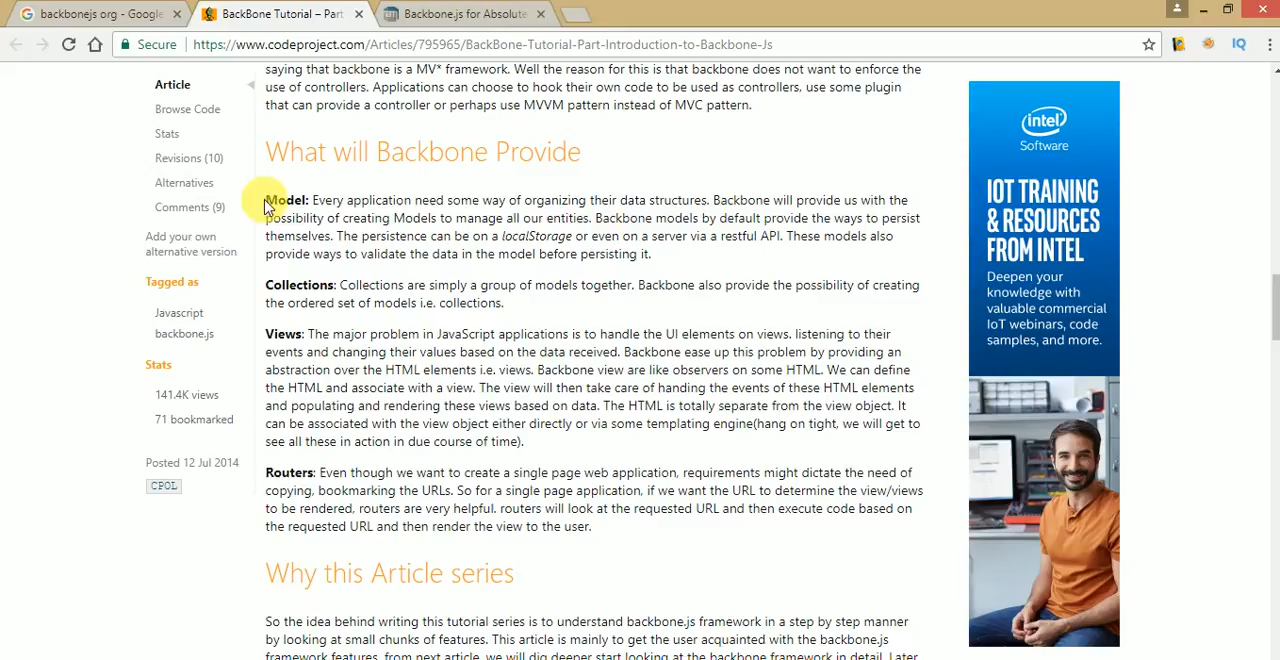 backbonejs org - Google
BackBone Tutorial – Part
Backbone.js for Absolute
Secure
https://www.codeproject.com/Articles/795965/BackBone-Tutorial-Part-Introduction-to-Backbone-Js
IQ
Article
Browse Code
Stats
Revisions (10)
Alternatives
Comments (9)
Add your own
alternative version
Tagged as
Javascript
backbone.js
Stats
141.4K views
71 bookmarked
Posted 12 Jul 2014
CPOL
saying that backbone is a MV* framework. Well the reason for this is that backbone does not want to enforce the
use of controllers. Applications can choose to hook their own code to be used as controllers, use some plugin
that can provide a controller or perhaps use MVVM pattern instead of MVC pattern.
What will Backbone Provide
Model: Every application need some way of organizing their data structures. Backbone will provide us with the
possibility of creating Models to manage all our entities. Backbone models by default provide the ways to persist
themselves. The persistence can be on a localStorage or even on a server via a restful API. These models also
provide ways to validate the data in the model before persisting it.
Collections: Collections are simply a group of models together. Backbone also provide the possibility of creating
the ordered set of models i.e. collections.
Views: The major problem in JavaScript applications is to handle the UI elements on views. listening to their
events and changing their values based on the data received. Backbone ease up this problem by providing an
abstraction over the HTML elements i.e. views. Backbone view are like observers on some HTML. We can define
the HTML and associate with a view. The view will then take care of handing the events of these HTML elements
and populating and rendering these views based on data. The HTML is totally separate from the view object. It
can be associated with the view object either directly or via some templating engine(hang on tight, we will get to
see all these in action in due course of time).
Routers: Even though we want to create a single page web application, requirements might dictate the need of
copying, bookmarking the URLs. So for a single page application, if we want the URL to determine the view/views
to be rendered, routers are very helpful. routers will look at the requested URL and then execute code based on
the requested URL and then render the view to the user.
Why this Article series
So the idea behind writing this tutorial series is to understand backbone.js framework in a step by step manner
by looking at small chunks of features. This article is mainly to get the user acquainted with the backbone.js
framework features, from next article, we will dig deeper start looking at the backbone framework in detail. Later
intel
Software
IOT TRAINING
& RESOURCES
FROM INTEL
Deepen your
knowledge with
valuable commercial
IoT webinars, code
samples, and more.